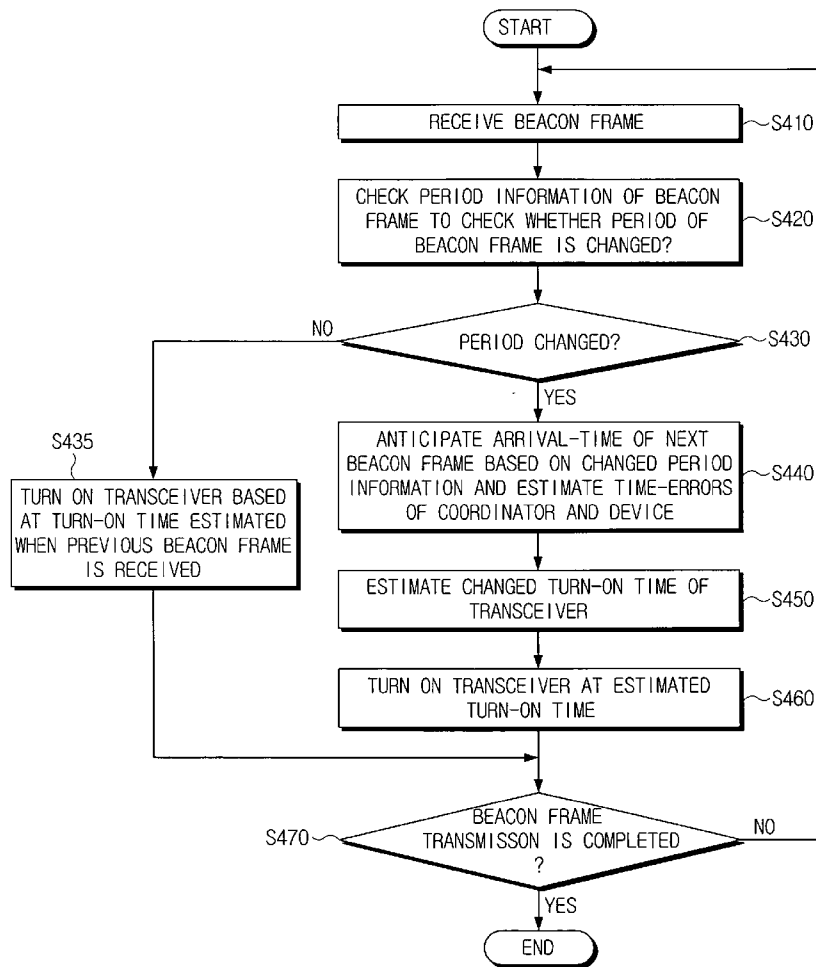 START
RECEIVE BEACON FRAME
S410
CHECK PERIOD INFORMATION OF BEACON
FRAME TO CHECK WHETHER PERIOD OF
BEACON FRAME IS CHANGED?
S420
NO
PERIOD CHANGED?
S430
YES
S435
TURN ON TRANSCEIVER BASED
AT TURN-ON TIME ESTIMATED
WHEN PREVIOUS BEACON FRAME
IS RECEIVED
ANTICIPATE ARRIVAL-TIME OF NEXT
BEACON FRAME BASED ON CHANGED PERIOD
INFORMATION AND ESTIMATE TIME-ERRORS
OF COORDINATOR AND DEVICE
S440
ESTIMATE CHANGED TURN-ON TIME OF
TRANSCEIVER
S450
TURN ON TRANSCEIVER AT ESTIMATED
TURN-ON TIME
S460
S470
BEACON FRAME
TRANSMISSON IS COMPLETED
?
NO
YES
END